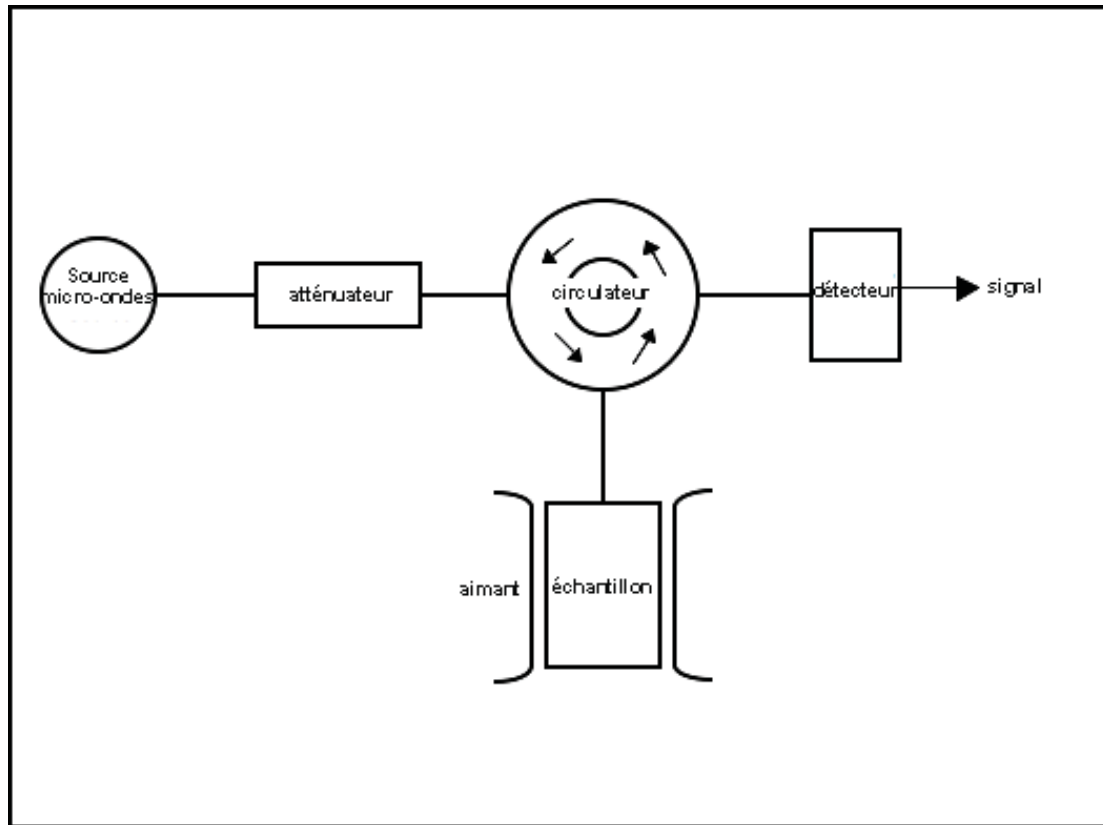 Source
micro-ondes
atténuateur
circulateur
détecteur
signal
aimant
échantillon